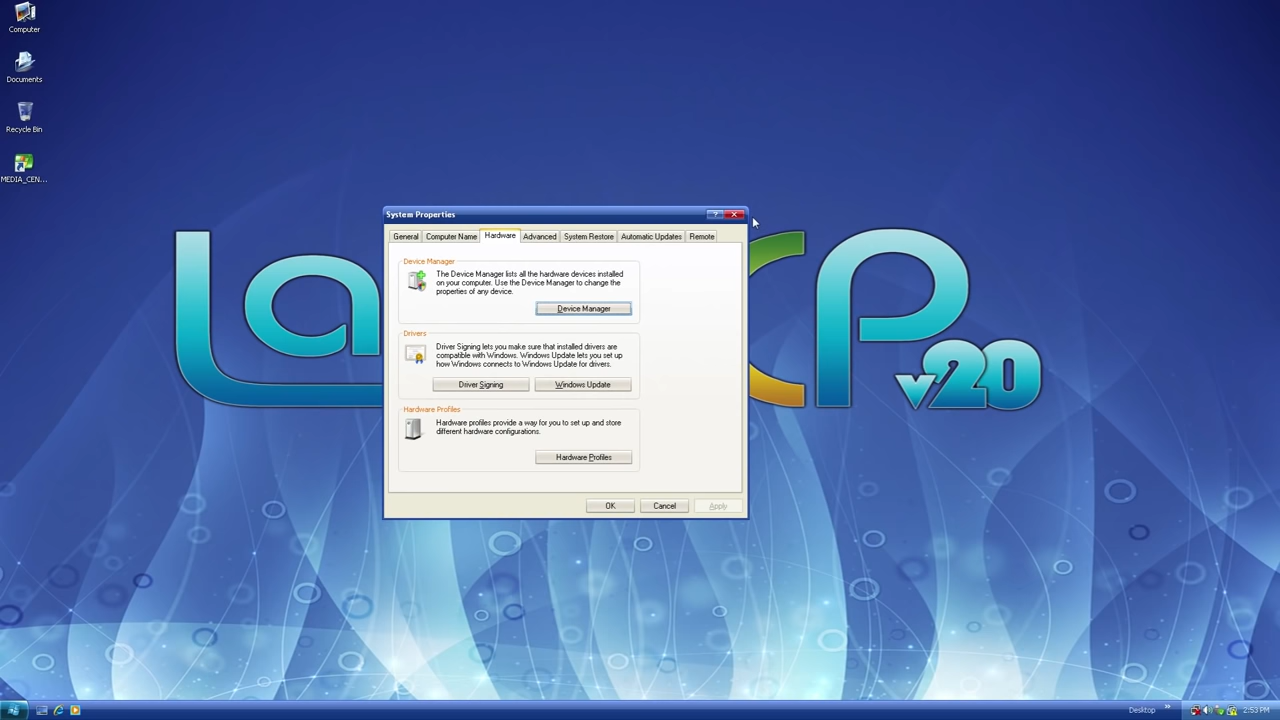 Computer
Documents
Recycle Bin
MEDIA_CEN...
System Properties
General Computer Name Hardware Advanced System Restore Automatic Updates Remote
Device Manager
The Device Manager lists all the hardware devices installed
on your computer. Use the Device Manager to change the
properties of any device.
Device Manager
Drivers
Driver Signing lets you make sure that installed drivers are
compatible with Windows. Windows Update lets you set up
how Windows connects to Windows Update for drivers.
Driver Signing Windows Update
Hardware Profiles
Hardware profiles provide a way for you to set up and store
different hardware configurations.
Hardware Profiles
OK Cancel Apply
v20
Desktop
2:53 PM